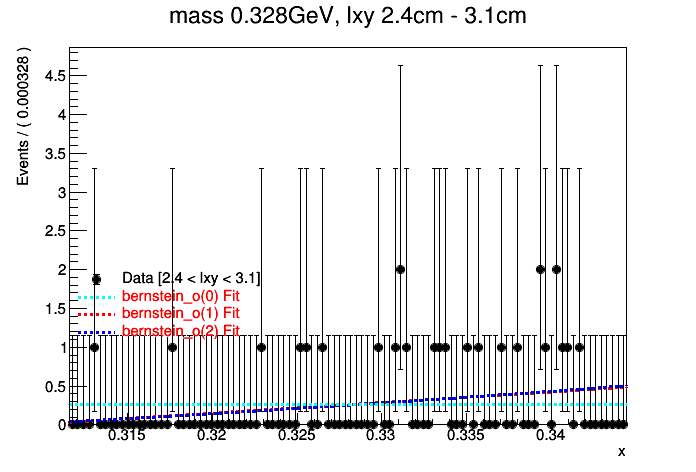 mass 0.328GeV, lxy 2.4cm - 3.1cm
Events / ( 0.000328 )
4.5
4
3.5
3
2.5
2
1.5
1
0.5
0
Data [2.4 < lxy < 3.1]
bernstein_o(0) Fit
bernstein_o(1) Fit
bernstein_o(2) Fit
0.315 0.32 0.325 0.33 0.335 0.34
x